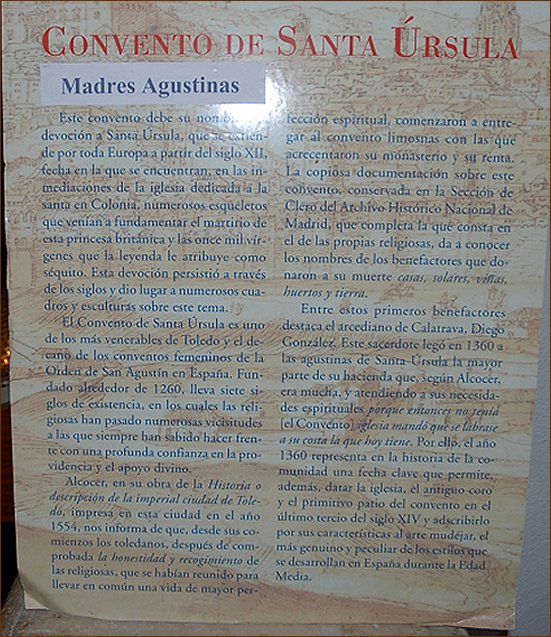 CONVENTO DE SANTA ÚRSULA
Madres Agustinas
Este convento debe su nombre
devoción a Santa Úrsula, que se extien-
de por toda Europa a partir del siglo XII,
fecha en la que se encuentran, en las in-
mediaciones de la iglesia dedicada a la
santa en Colonia, numerosos esqueletos
que venían a fundamentar el martirio de
esta princesa británica y las once mil vír-
genes que la leyenda le atribuye como
séquito. Esta devoción persistió a través
de los siglos y dio lugar a numerosos cua-
dros y esculturas sobre este tema.
El Convento de Santa Úrsula es uno
de los más venerables de Toledo y el de-
cano de los conventos femeninos de la
Orden de San Agustín en España. Fun-
dado alrededor de 1260, lleva siete si-
glos de existencia, en los cuales las reli-
giosas han pasado numerosas vicisitudes
a las que siempre han sabido hacer fren-
te con una profunda confianza en la pro-
videncia y el apoyo divino.
Alcocer, en su obra de la Historia o
descripción de la imperial ciudad de Tole-
do, impresa en esta ciudad en el año
1554, nos informa de que, desde sus co-
mienzos los toledanos, después de com-
probada la honestidad y recogimiento de
las religiosas, que se habían reunido para
llevar en común una vida de mayor per-
fección espiritual, comenzaron a entre-
gar al convento limosnas con las que
acrecentaron su monasterio y su renta.
La copiosa documentación sobre este
convento, conservada en la Sección de
Clero del Archivo Histórico Nacional de
Madrid, que completa la que consta en
el de las propias religiosas, da a conocer
los nombres de los benefactores que do-
naron a su muerte casas, solares, viñas,
huertos y tierra.
Entre estos primeros benefactores
destaca el arcediano de Calatrava, Diego
González. Este sacerdote legó en 1360 a
las agustinas de Santa Úrsula la mayor
parte de su hacienda que, según Alcocer,
era mucha, y atendiendo a sus necesida-
des espirituales porque entonces no tenía
[el Convento] iglesia mandó que se labrase
a su costa la que hoy tiene. Por ello, el año
1360 representa en la historia de la co-
munidad una fecha clave que permite,
además, datar la iglesia, el antiguo coro
y el primitivo patio del convento en el
último tercio del siglo XIV y adscribirlo
por sus características al arte mudéjar, el
más genuino y peculiar de los estilos que
se desarrollan en España durante la Edad
Media.